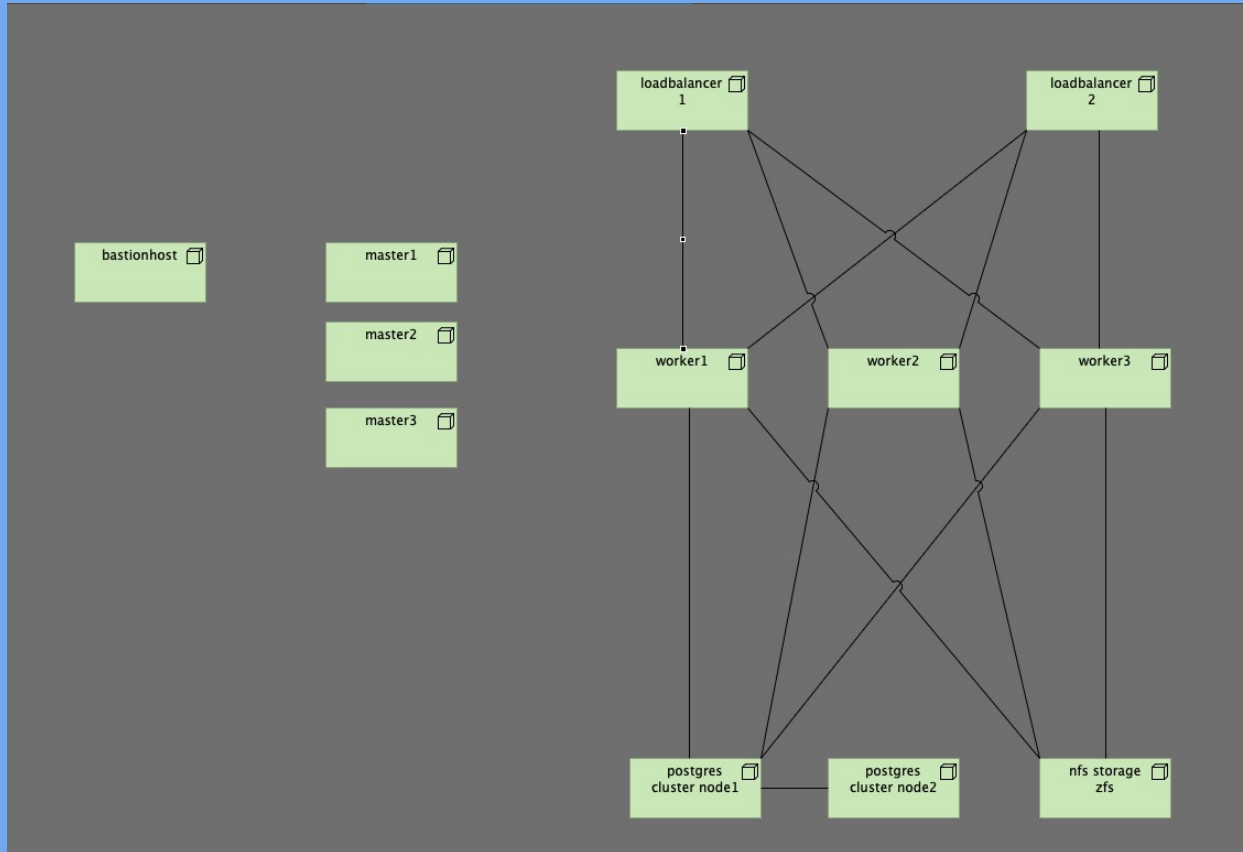 loadbalancer
1
loadbalancer
2
bastionhost
master1
master2
master3
worker1
worker2
worker3
postgres
cluster node1
postgres
cluster node2
nfs storage
zfs